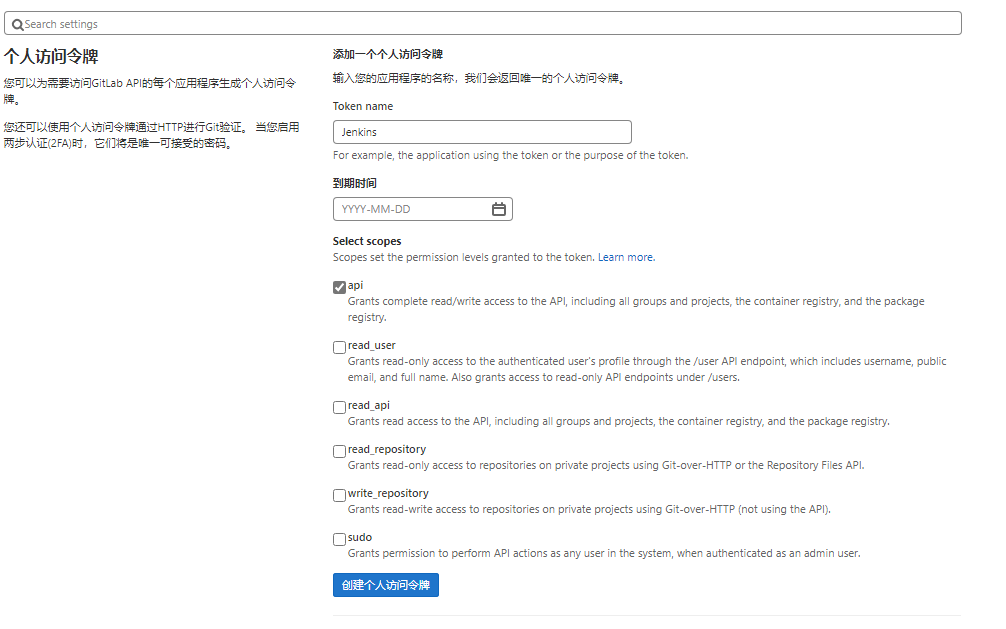 Search settings
个人访问令牌
您可以为需要访问GitLab API的每个应用程序生成个人访问令
牌。
您还可以使用个人访问令牌通过HTTP进行Git验证。 当您启用
两步认证(2FA)时，它们将是唯一可接受的密码。
添加一个个人访问令牌
输入您的应用程序的名称，我们会返回唯一的个人访问令牌。
Token name
Jenkins
For example, the application using the token or the purpose of the token.
到期时间
YYYY-MM-DD
Select scopes
Scopes set the permission levels granted to the token. Learn more.
api
Grants complete read/write access to the API, including all groups and projects, the container registry, and the package
registry.
read_user
Grants read-only access to the authenticated user's profile through the /user API endpoint, which includes username, public
email, and full name. Also grants access to read-only API endpoints under /users.
read_api
Grants read access to the API, including all groups and projects, the container registry, and the package registry.
read_repository
Grants read-only access to repositories on private projects using Git-over-HTTP or the Repository Files API.
write_repository
Grants read-write access to repositories on private projects using Git-over-HTTP (not using the API).
sudo
Grants permission to perform API actions as any user in the system, when authenticated as an admin user.
创建个人访问令牌